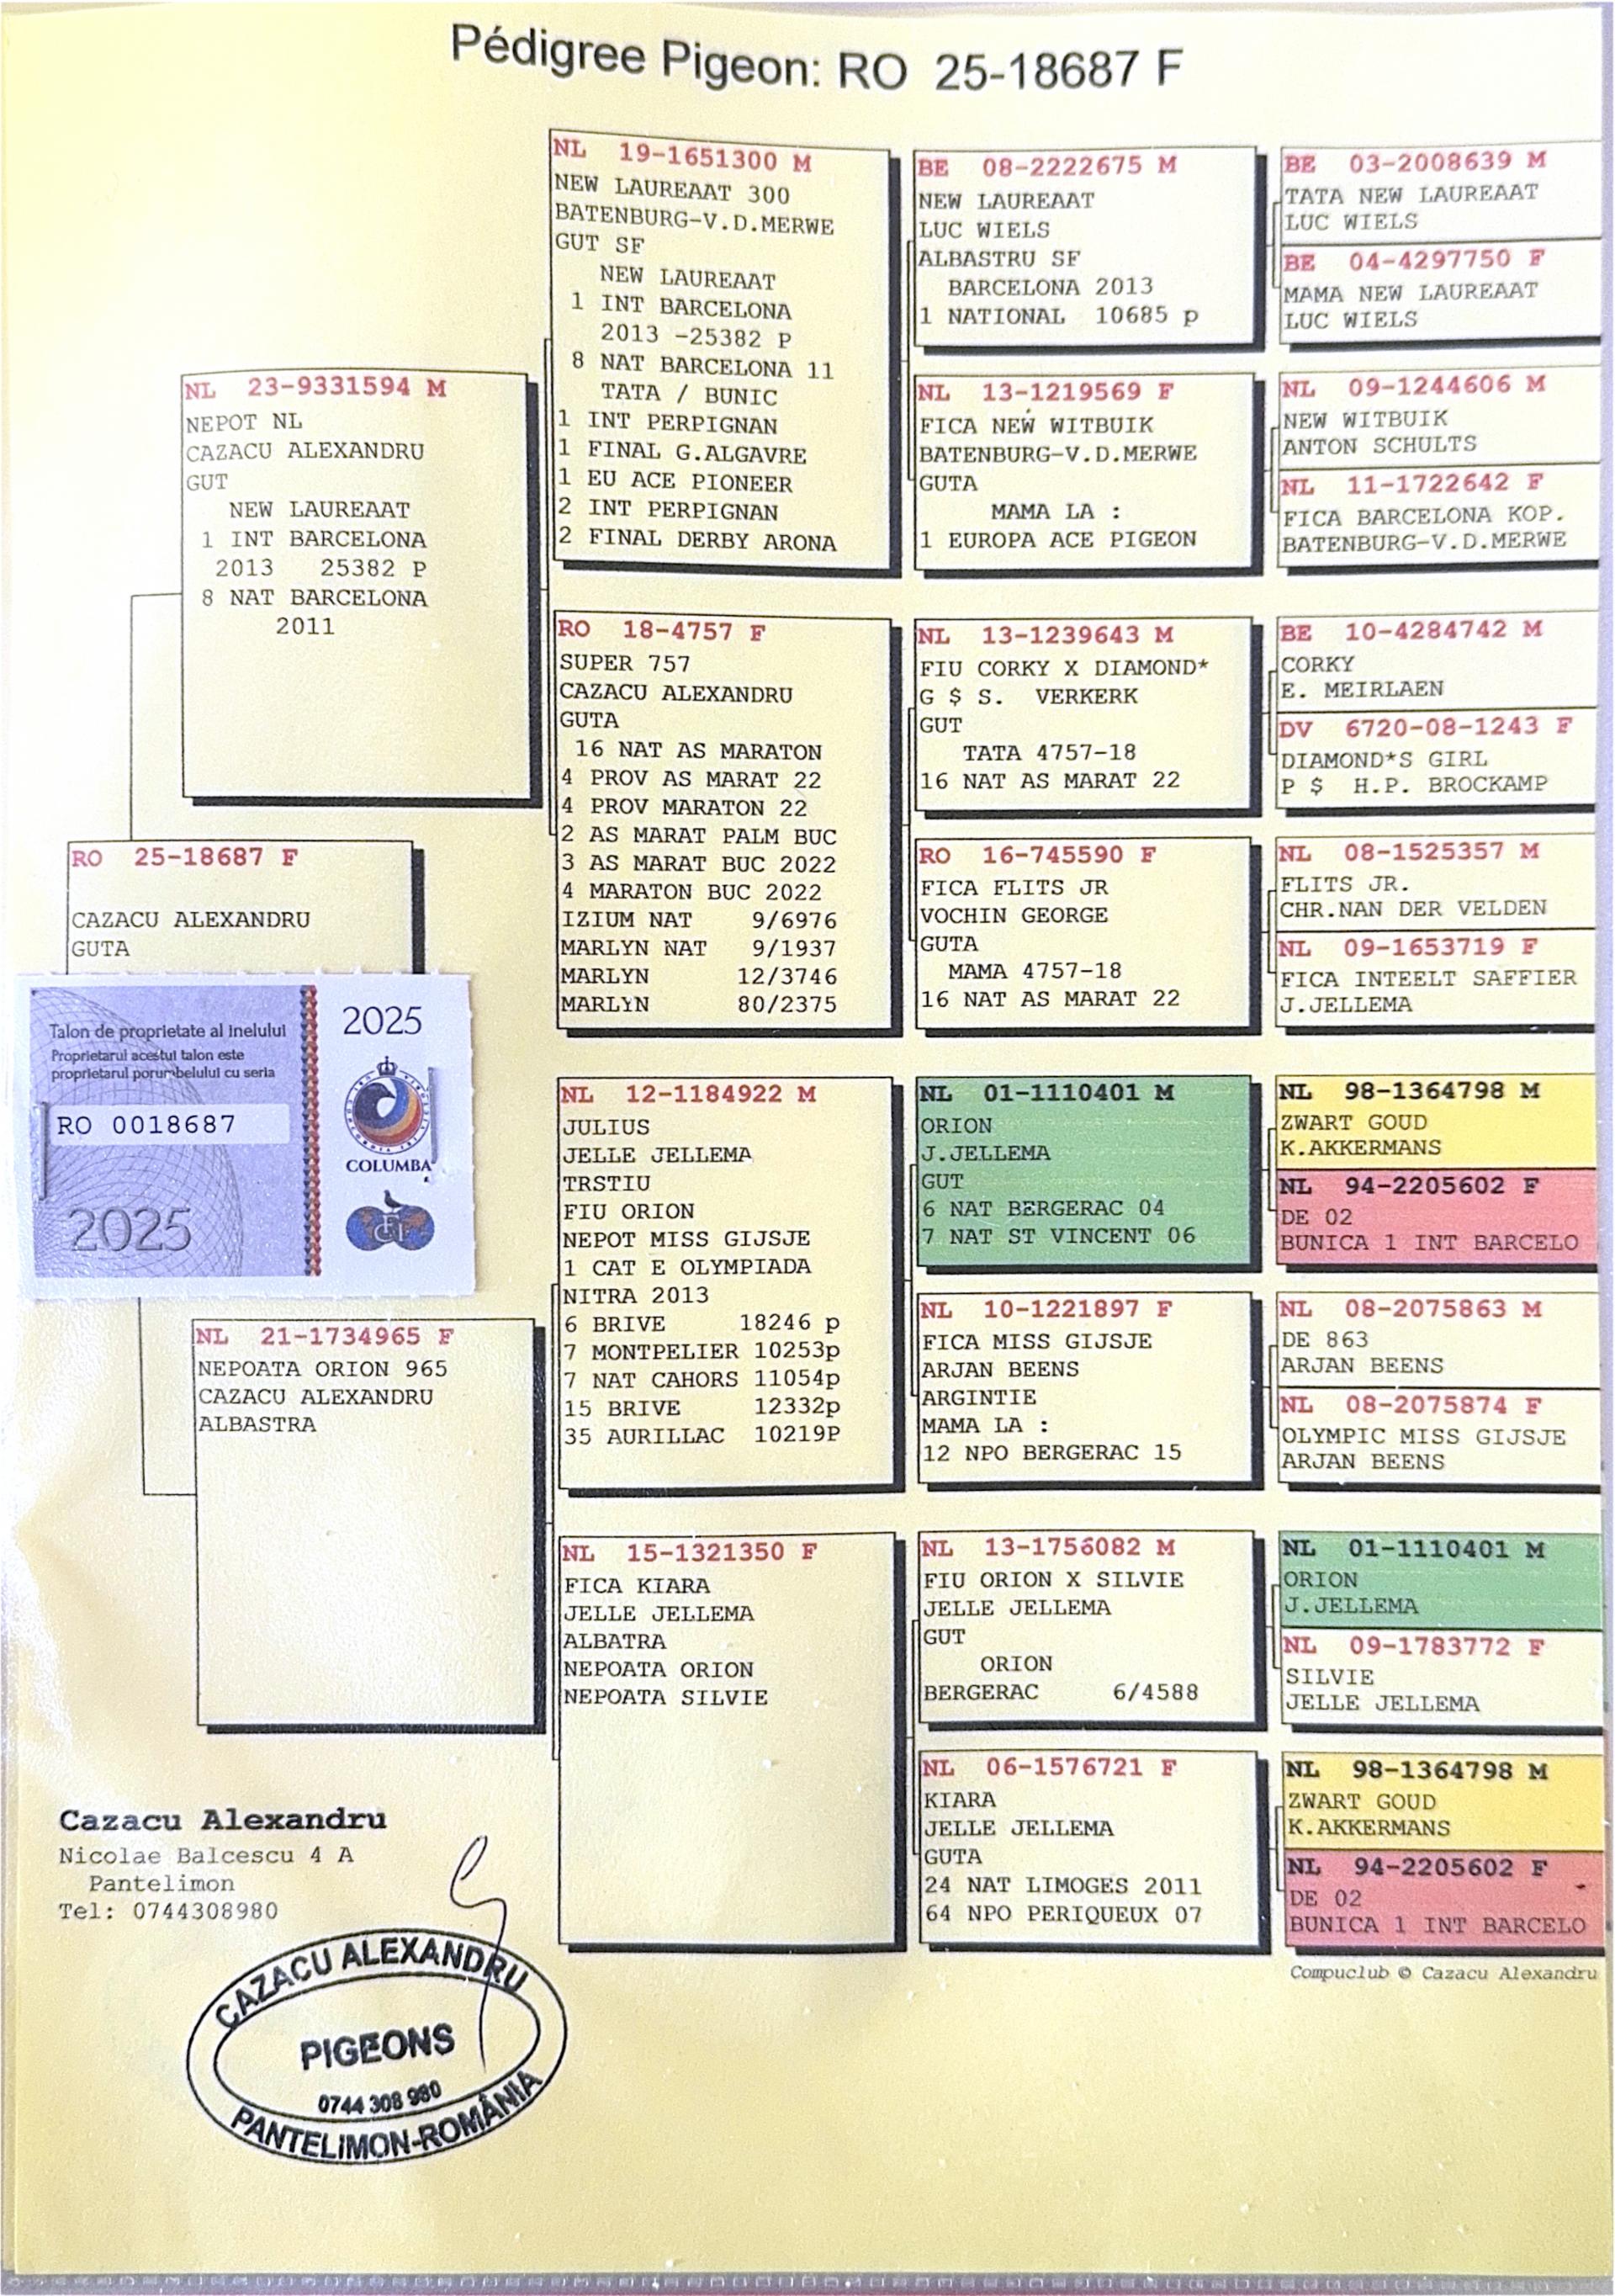 Pédigree Pigeon: RO 25-18687 F
RO 25-18687 F
CAZACU ALEXANDRU
GUTA
Talon de proprietate al inelului
Proprietarul acestui talon este
proprietarul porumbelului cu seria
RO 0018687
2025
2025
COLUMBA
FCI
NL 23-9331594 M
NEPOT NL
CAZACU ALEXANDRU
GUT
NEW LAUREAAT
1 INT BARCELONA
2013 25382 P
8 NAT BARCELONA
2011
NL 21-1734965 F
NEPOATA ORION 965
CAZACU ALEXANDRU
ALBASTRA
NL 19-1651300 M
NEW LAUREAAT 300
BATENBURG-V.D.MERWE
GUT SF
NEW LAUREAAT
1 INT BARCELONA
2013 -25382 P
8 NAT BARCELONA 11
TATA / BUNIC
1 INT PERPIGNAN
1 FINAL G.ALGAVRE
1 EU ACE PIONEER
2 INT PERPIGNAN
2 FINAL DERBY ARONA
RO 18-4757 F
SUPER 757
CAZACU ALEXANDRU
GUTA
16 NAT AS MARATON
4 PROV AS MARAT 22
4 PROV MARATON 22
2 AS MARAT PALM BUC
3 AS MARAT BUC 2022
4 MARATON BUC 2022
IZIUM NAT 9/6976
MARLYN NAT 9/1937
MARLYN 12/3746
MARLYN 80/2375
NL 12-1184922 M
JULIUS
JELLE JELLEMA
TRSTIU
FIU ORION
NEPOT MISS GIJSJE
1 CAT E OLYMPIADA
NITRA 2013
6 BRIVE 18246 p
7 MONTPELIER 10253p
7 NAT CAHORS 11054p
15 BRIVE 12332p
35 AURILLAC 10219P
NL 15-1321350 F
FICA KIARA
JELLE JELLEMA
ALBATRA
NEPOATA ORION
NEPOATA SILVIE
BE 08-2222675 M
NEW LAUREAAT
LUC WIELS
ALBASTRU SF
BARCELONA 2013
1 NATIONAL 10685 p
NL 13-1219569 F
FICA NEW WITBUIK
BATENBURG-V.D.MERWE
GUTA
MAMA LA :
1 EUROPA ACE PIGEON
NL 13-1239643 M
FIU CORKY X DIAMOND*
G $ S. VERKERK
GUT
TATA 4757-18
16 NAT AS MARAT 22
RO 16-745590 F
FICA FLITS JR
VOCHIN GEORGE
GUTA
MAMA 4757-18
16 NAT AS MARAT 22
NL 01-1110401 M
ORION
J.JELLEMA
GUT
6 NAT BERGERAC 04
7 NAT ST VINCENT 06
NL 10-1221897 F
FICA MISS GIJSJE
ARJAN BEENS
ARGINTIE
MAMA LA :
12 NPO BERGERAC 15
NL 13-1756082 M
FIU ORION X SILVIE
JELLE JELLEMA
GUT
ORION
BERGERAC 6/4588
NL 06-1576721 F
KIARA
JELLE JELLEMA
GUTA
24 NAT LIMOGES 2011
64 NPO PERIQUEUX 07
BE 03-2008639 M
TATA NEW LAUREAAT
LUC WIELS
BE 04-4297750 F
MAMA NEW LAUREAAT
LUC WIELS
NL 09-1244606 M
NEW WITBUIK
ANTON SCHULTS
NL 11-1722642 F
FICA BARCELONA KOP.
BATENBURG-V.D.MERWE
BE 10-4284742 M
CORKY
E. MEIRLAEN
DV 6720-08-1243 F
DIAMOND*S GIRL
P $ H.P. BROCKAMP
NL 08-1525357 M
FLITS JR.
CHR.NAN DER VELDEN
NL 09-1653719 F
FICA INTEELT SAFFIER
J.JELLEMA
NL 98-1364798 M
ZWART GOUD
K.AKKERMANS
NL 94-2205602 F
DE 02
BUNICA 1 INT BARCELO
NL 08-2075863 M
DE 863
ARJAN BEENS
NL 08-2075874 F
OLYMPIC MISS GIJSJE
ARJAN BEENS
NL 01-1110401 M
ORION
J.JELLEMA
NL 09-1783772 F
SILVIE
JELLE JELLEMA
NL 98-1364798 M
ZWART GOUD
K.AKKERMANS
NL 94-2205602 F
DE 02
BUNICA 1 INT BARCELO
Compuclub © Cazacu Alexandru
Cazacu Alexandru
Nicolae Balcescu 4 A
Pantelimon
Tel: 0744308980
CAZACU ALEXANDRU
PIGEONS
0744 308 980
PANTELIMON-ROMÂNIA